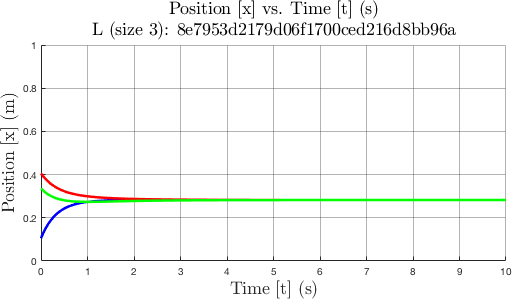 Position [x] vs. Time [t] (s)
L (size 3): 8e7953d2179d06f1700ced216d8bb96a
Position [x] (m)
1
0.8
0.6
0.4
0.2
0
0 1 2 3 4 5 6 7 8 9 10
Time [t] (s)